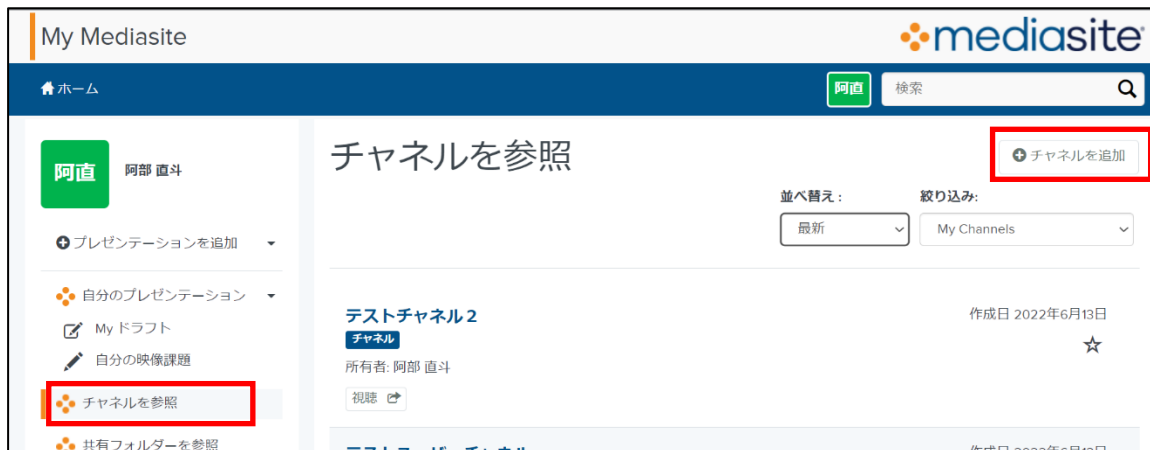 My Mediasite
mediasite
ホーム
阿直
検索
阿直
阿部 直斗
プレゼンテーションを追加
自分のプレゼンテーション
My ドラフト
自分の映像課題
チャネルを参照
共有フォルダーを参照
チャネルを参照
チャネルを追加
並べ替え :
絞り込み:
最新
My Channels
テストチャネル２
チャネル
所有者: 阿部 直斗
視聴
作成日 2022年6月13日